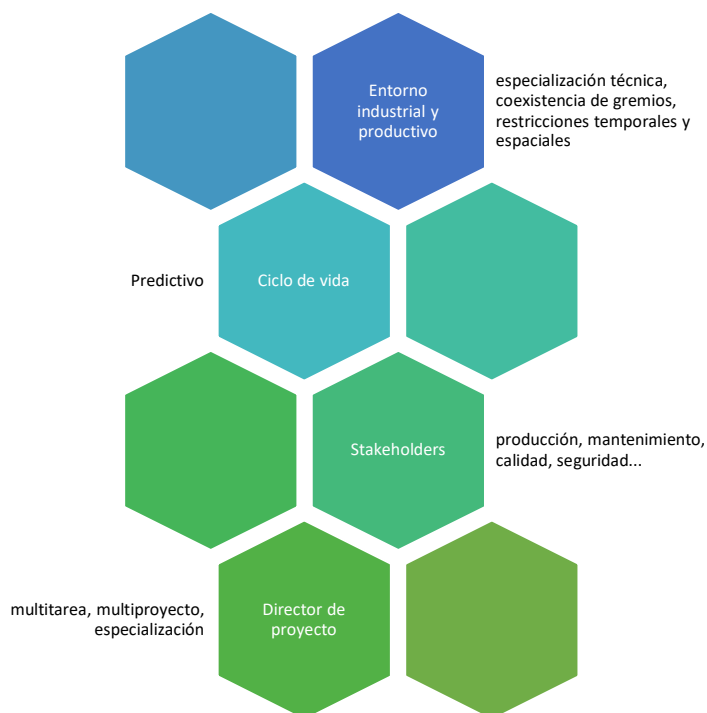 Entorno
industrial y
productivo
especialización técnica,
coexistencia de gremios,
restricciones temporales y
espaciales
Predictivo
Ciclo de vida
Stakeholders
producción, mantenimiento,
calidad, seguridad...
multitarea, multiproyecto,
especialización
Director de
proyecto